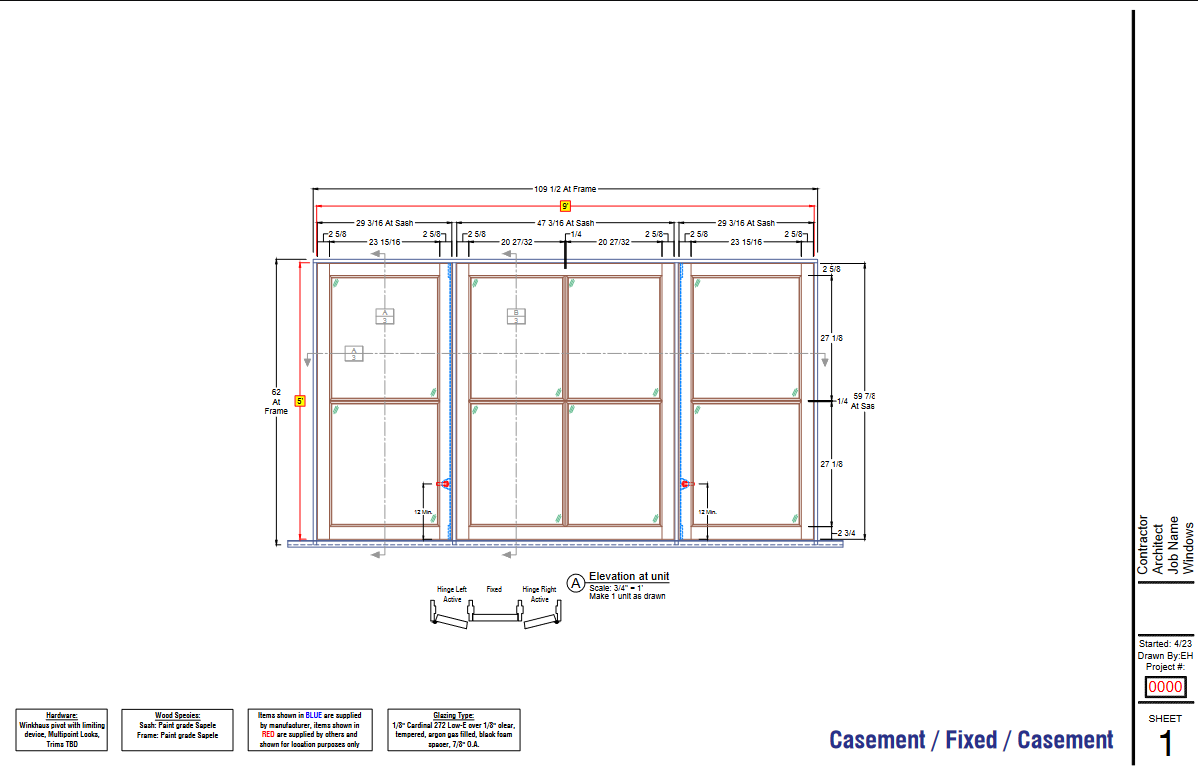 109 1/2 At Frame
9'
29 3/16 At Sash
47 3/16 At Sash
29 3/16 At Sash
2 5/8
2 5/8
2 5/8
1/4
2 5/8
2 5/8
2 5/8
23 15/16
20 27/32
20 27/32
23 15/16
2 5/8
A
3
B
3
27 1/8
A
3
62
At
Frame
5'
1/4
59 7/8
At Sas
27 1/8
12 Min.
12 Min.
2 3/4
Hinge Left
Active
Fixed
Hinge Right
Active
A
Elevation at unit
Scale: 3/4" = 1'
Make 1 unit as drawn
Hardware:
Winkhaus pivot with limiting
device, Multipoint Locks,
Trims TBD
Wood Species:
Sash: Paint grade Sapele
Frame: Paint grade Sapele
Items shown in BLUE are supplied
by manufacturer, items shown in
RED are supplied by others and
shown for location purposes only
Glazing Type:
1/8" Cardinal 272 Low-E over 1/8" clear,
tempered, argon gas filled, black foam
spacer, 7/8" O.A.
Casement / Fixed / Casement
Contractor
Architect
Job Name
Windows
Started: 4/23
Drawn By:EH
Project #:
0000
SHEET
1